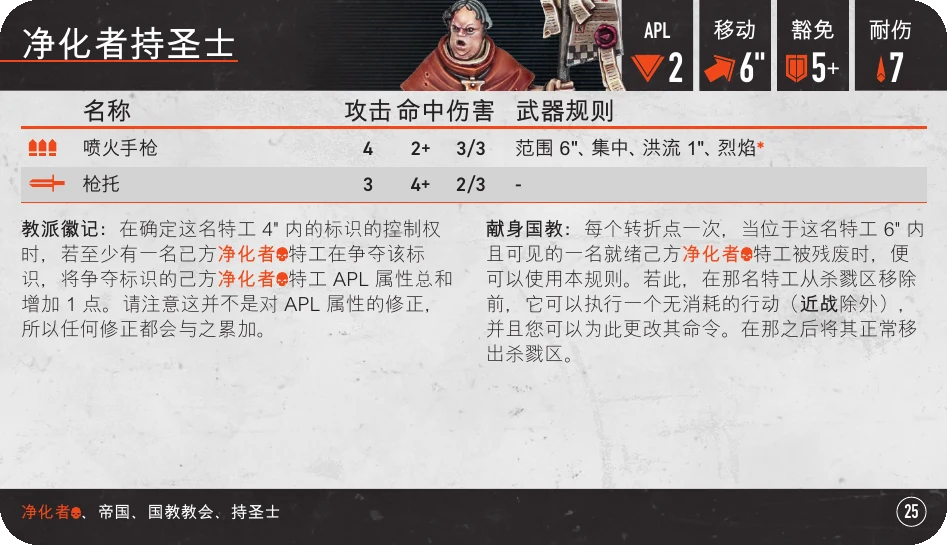 净化者持圣士
APL 移动 豁免 耐伤
2 6" 5+ 7
名称 攻击 命中 伤害 武器规则
喷火手枪 4 2+ 3/3 范围 6"、集中、洪流 1"、烈焰*
枪托 3 4+ 2/3 -
教派徽记：在确定这名特工 4" 内的标识的控制权
时，若至少有一名己方净化者特工在争夺该标
识，将争夺标识的己方净化者特工 APL 属性总和
增加 1 点。请注意这并不是对 APL 属性的修正，
所以任何修正都会与之累加。
献身国教：每个转折点一次，当位于这名特工 6" 内
且可见的一名就绪己方净化者特工被残废时，便
可以使用本规则。若此，在那名特工从杀戮区移除
前，它可以执行一个无消耗的行动（近战除外），
并且您可以为此更改其命令。在那之后将其正常移
出杀戮区。
净化者、帝国、国教教会、持圣士
25